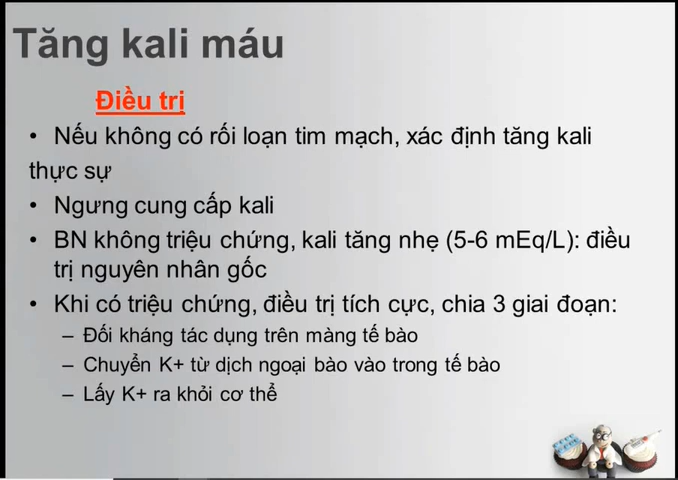 Tăng kali máu
Điều trị
• Nếu không có rối loạn tim mạch, xác định tăng kali
thực sự
• Ngưng cung cấp kali
• BN không triệu chứng, kali tăng nhẹ (5-6 mEq/L): điều
trị nguyên nhân gốc
• Khi có triệu chứng, điều trị tích cực, chia 3 giai đoạn:
– Đối kháng tác dụng trên màng tế bào
– Chuyển K+ từ dịch ngoại bào vào trong tế bào
– Lấy K+ ra khỏi cơ thể